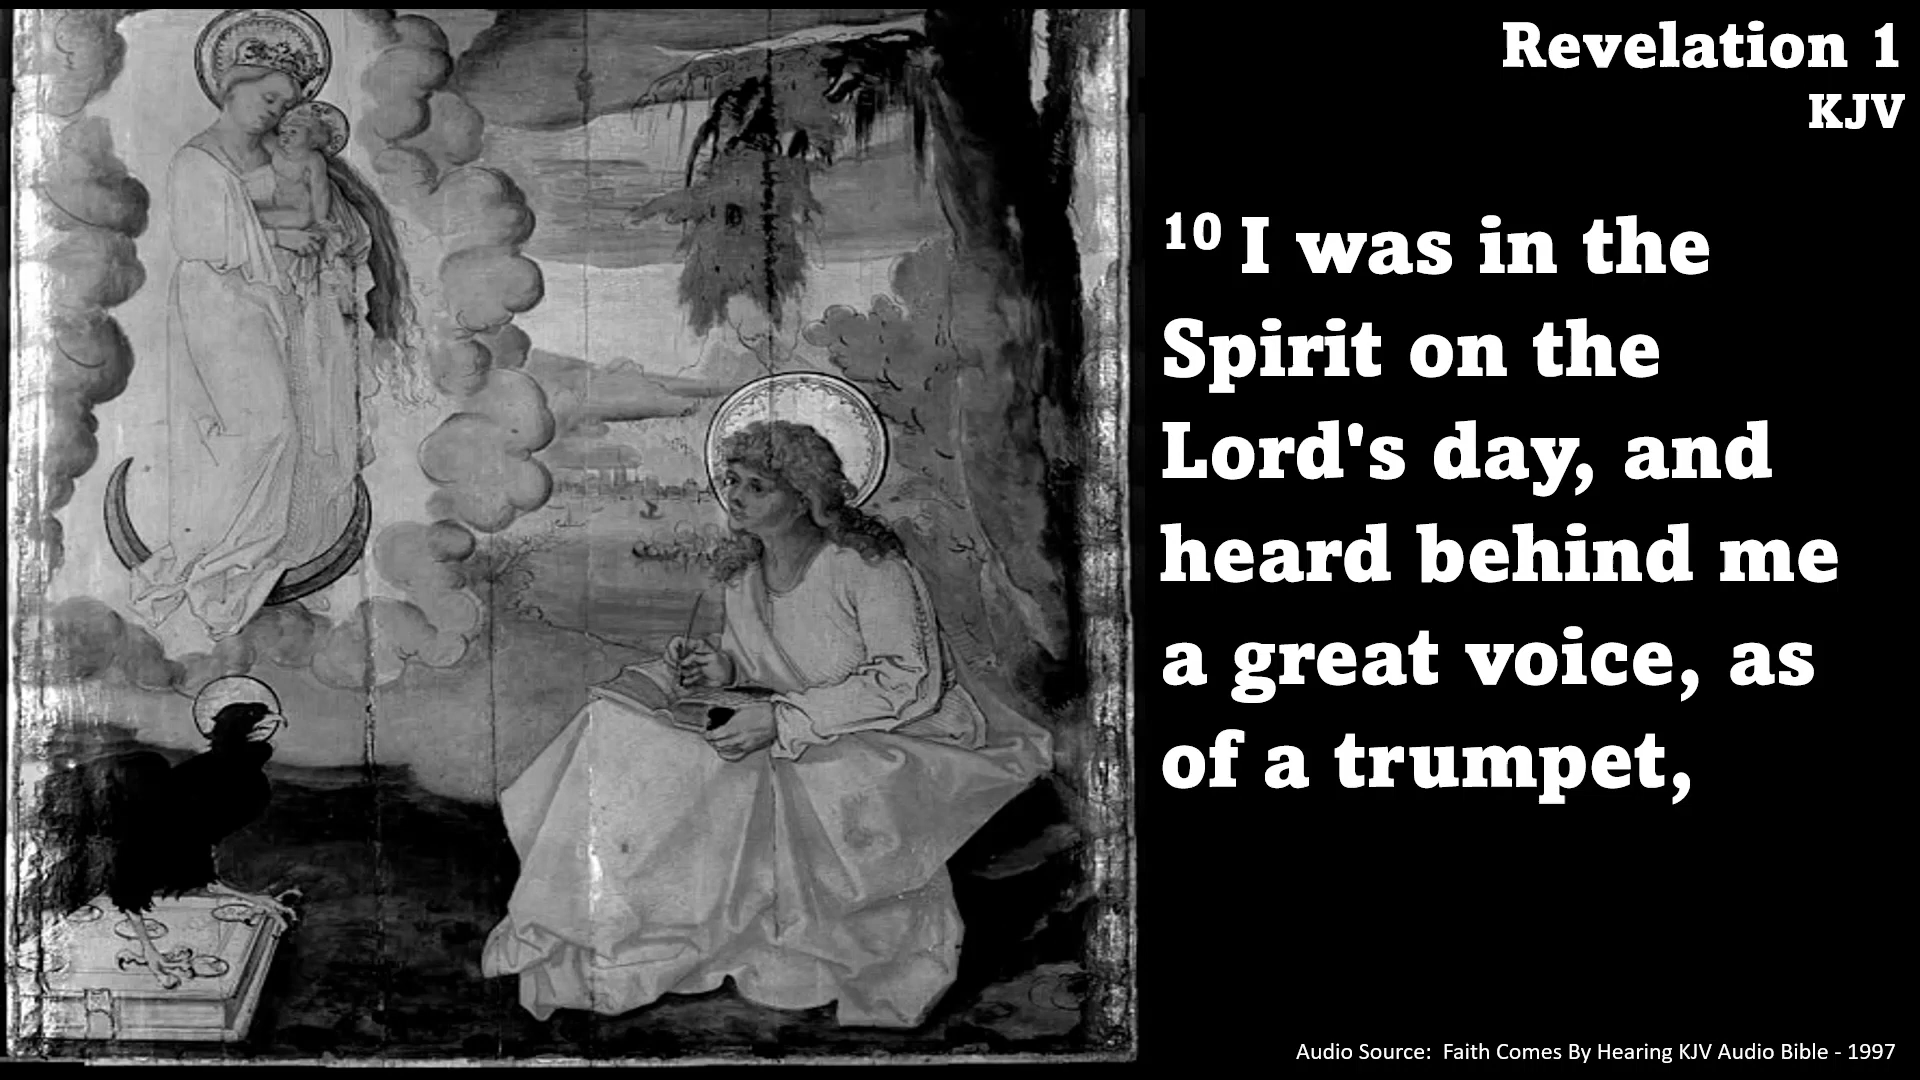 Revelation 1
KJV
10 I was in the
Spirit on the
Lord's day, and
heard behind me
a great voice, as
of a trumpet,
Audio Source:  Faith Comes By Hearing KJV Audio Bible - 1997